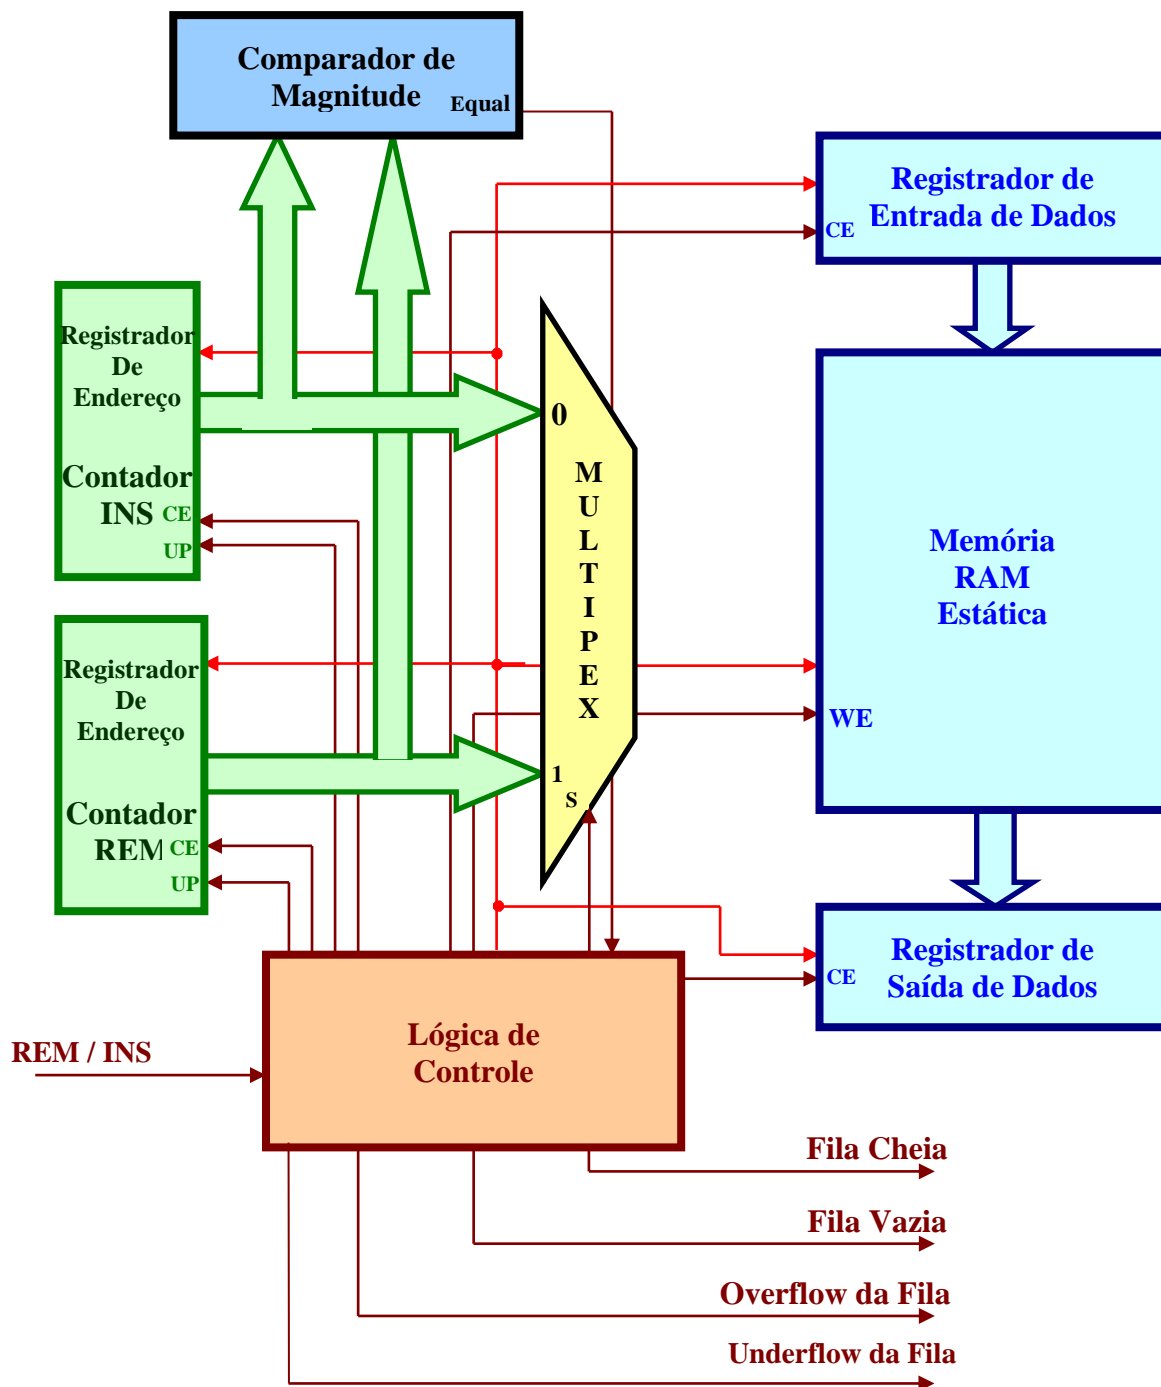 Comparador de
Magnitude
Equal
Registrador de
Entrada de Dados
CE
Registrador
De
Endereço
Contador
INS
CE
UP
0
M
U
L
T
I
P
E
X
1
S
Memória
RAM
Estática
WE
Registrador
De
Endereço
Contador
REM
CE
UP
Registrador de
Saída de Dados
CE
Lógica de
Controle
REM / INS
Fila Cheia
Fila Vazia
Overflow da Fila
Underflow da Fila